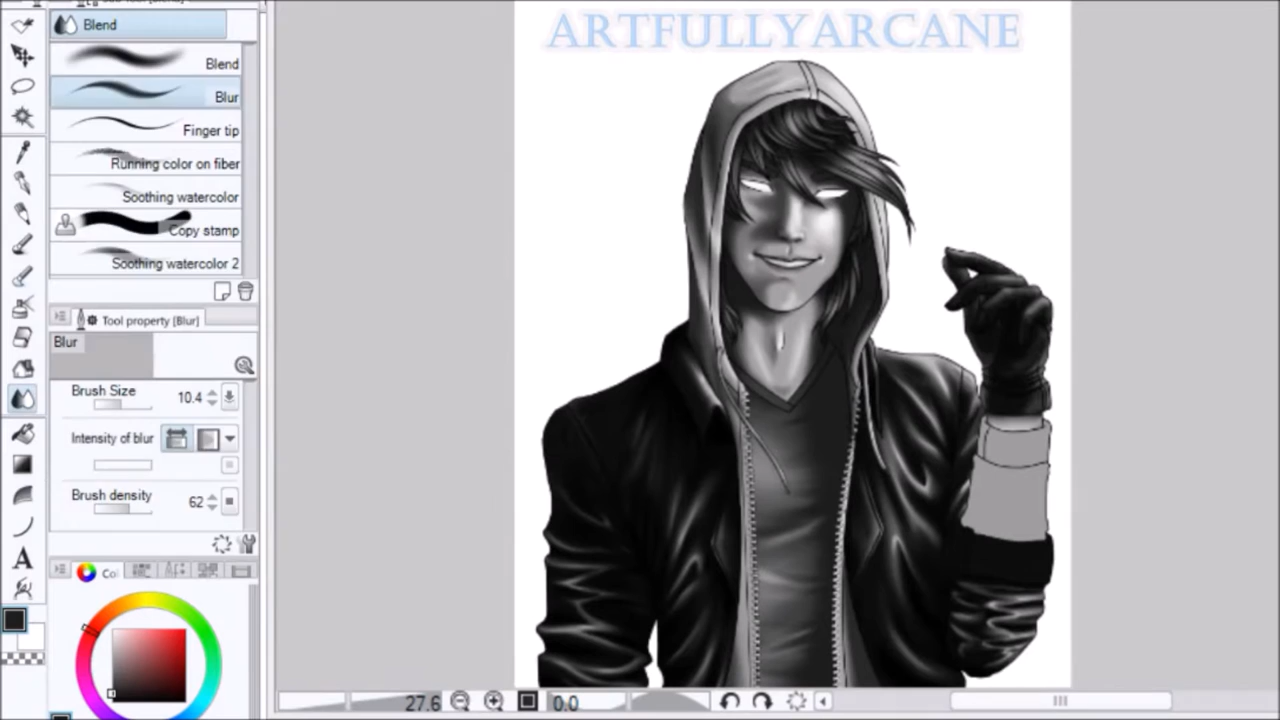 Blend
Blend
Blur
Finger tip
Running color on fiber
Soothing watercolor
Copy stamp
Soothing watercolor 2
Tool property [Blur]
Blur
Brush Size 10.4
Intensity of blur
Brush density 62
Co
ARTFULLYARCANE
27.6
0.0